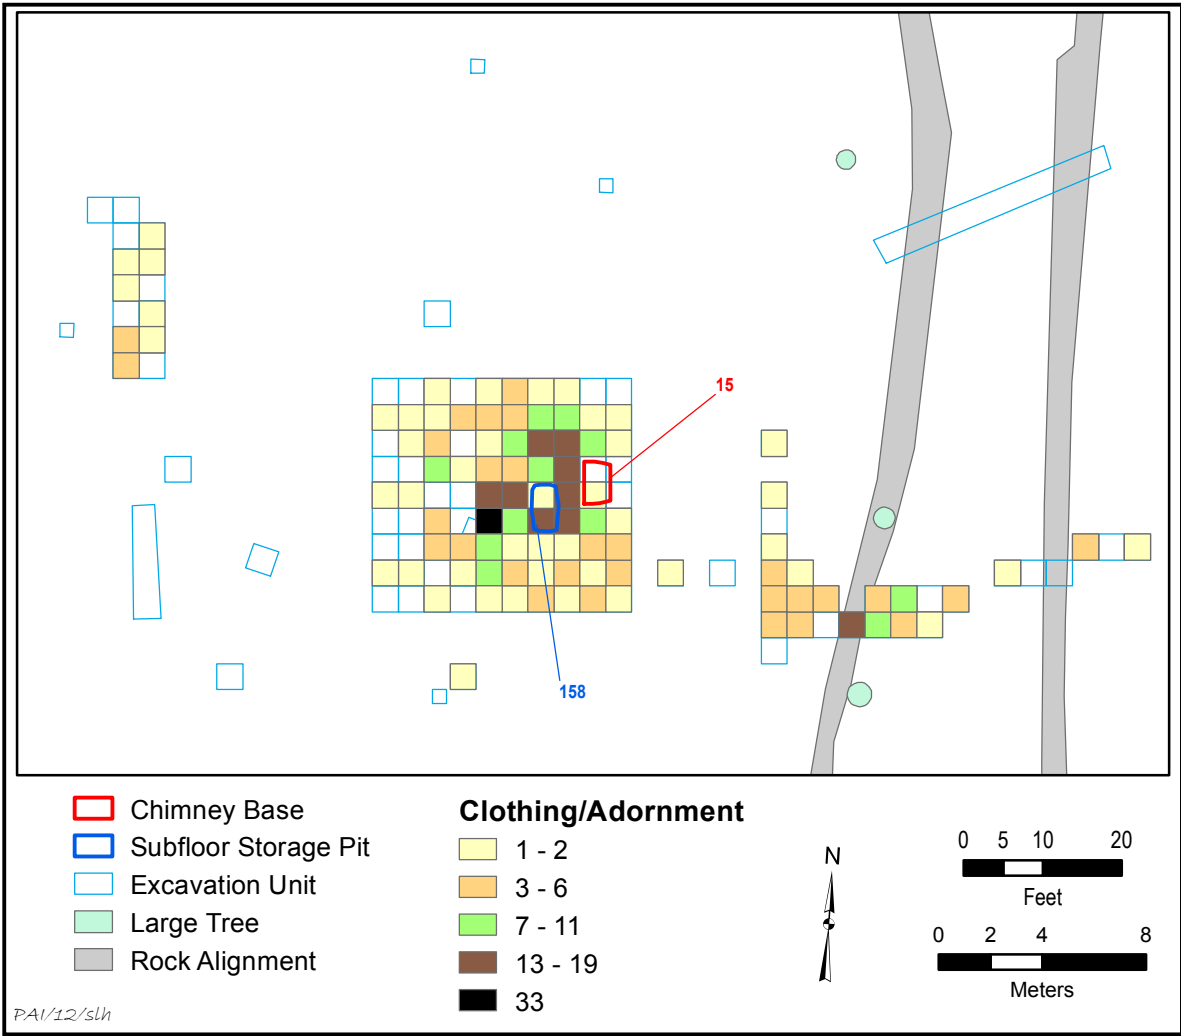 15
158
Chimney Base
Subfloor Storage Pit
Excavation Unit
Large Tree
Rock Alignment
Clothing/Adornment
1 - 2
3 - 6
7 - 11
13 - 19
33
N
0 5 10 20
Feet
0 2 4 8
Meters
PAI/12/slh